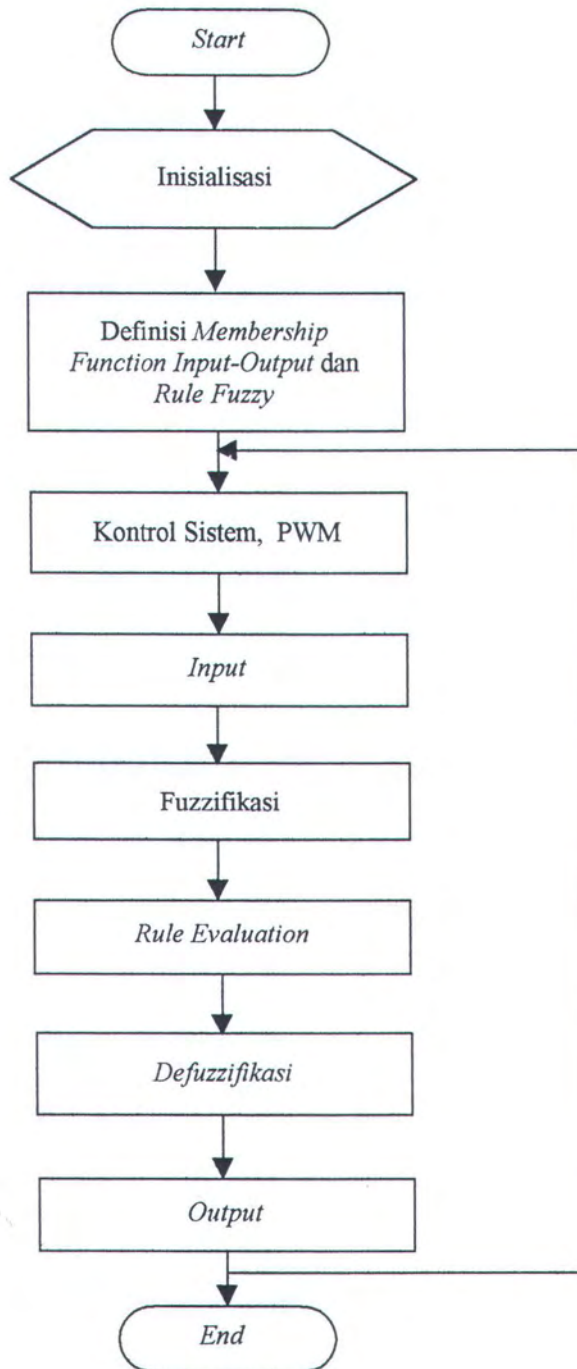 Start
Inisialisasi
Definisi Membership
Function Input-Output dan
Rule Fuzzy
Kontrol Sistem, PWM
Input
Fuzzifikasi
Rule Evaluation
Defuzzifikasi
Output
End